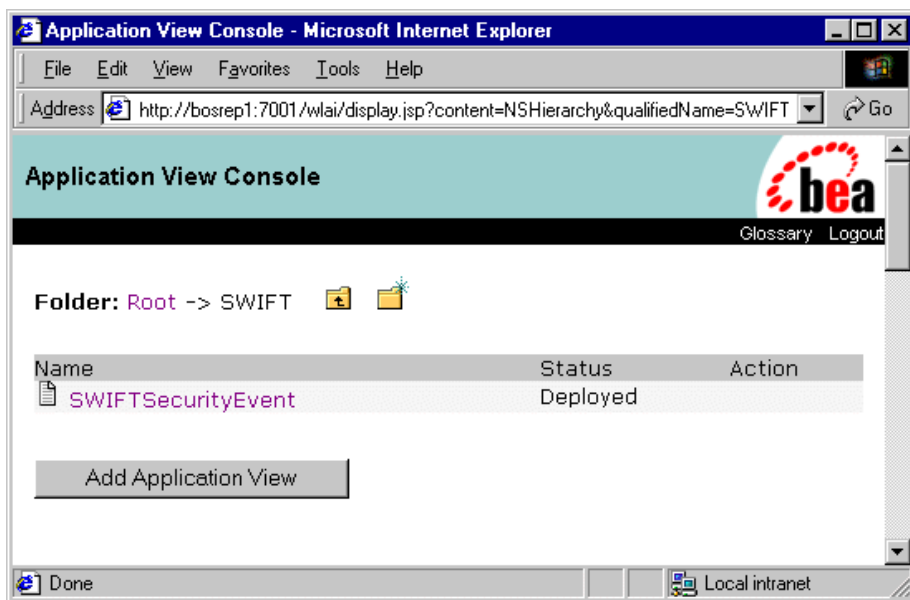 Application View Console - Microsoft Internet Explorer
File Edit View Favorites Tools Help
Address http://bosrep1:7001/wlai/display.jsp?content=NSHierarchy&qualifiedName=SWIFT Go
Application View Console
bea
Glossary Logout
Folder: Root -> SWIFT
Name Status Action
SWIFTSecurityEvent Deployed
Add Application View
Done Local intranet